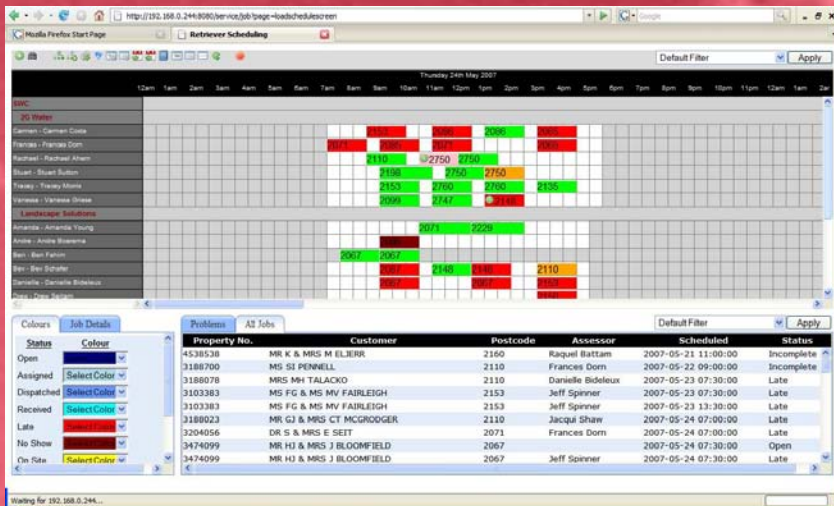 http://192.168.0.244:8080/service/job?page=loadschedulescreen
Google
Mozilla Firefox Start Page
Retriever Scheduling
Default Filter
Apply
Thursday 24th May 2007
12am 1am 2am 3am 4am 5am 6am 7am 8am 9am 10am 11am 12pm 1pm 2pm 3pm 4pm 5pm 6pm 7pm 8pm 9pm 10pm 11pm 12am 1am 2am
SWC
2G Water
Carmen - Carmen Costa 2153 2086 2086 2065
Frances - Frances Dorn 2071 2085 2071 2065
Rachael - Rachael Ahern 2110 2750 2750
Stuart - Stuart Sutton 2198 2750 2750
Tracey - Tracey Morris 2153 2760 2760 2135
Vanessa - Vanessa Griese 2099 2747 2148
Landscape Solutions
Amanda - Amanda Young 2071 2229
Andre - Andre Boerema
Ben - Ben Fahim 2067 2067
Bev - Bev Schafer 2067 2148 2148 2110
Danielle - Danielle Bideleux 2067 2067 2153
Colours
Job Details
Problems
All Jobs
Default Filter
Apply
Status Colour
Open
Assigned Select Color
Dispatched Select Color
Received Select Color
Late Select Color
No Show Select Color
On Site Select Color
Property No. Customer Postcode Assessor Scheduled Status
4538538 MR K & MRS M ELJERR 2160 Raquel Battam 2007-05-21 11:00:00 Incomplete
3188700 MS SI PENNELL 2110 Frances Dorn 2007-05-22 09:00:00 Incomplete
3188078 MRS MH TALACKO 2110 Danielle Bideleux 2007-05-23 07:30:00 Late
3103383 MS FG & MS MV FAIRLEIGH 2153 Jeff Spinner 2007-05-23 07:30:00 Late
3103383 MS FG & MS MV FAIRLEIGH 2153 Jeff Spinner 2007-05-23 13:30:00 Late
3188023 MR GJ & MRS CT MCGRODGER 2110 Jacqui Shaw 2007-05-24 07:00:00 Late
3204056 DR S & MRS E SEIT 2071 Frances Dorn 2007-05-24 07:00:00 Late
3474099 MR HJ & MRS J BLOOMFIELD 2067 2007-05-24 07:30:00 Open
3474099 MR HJ & MRS J BLOOMFIELD 2067 Jeff Spinner 2007-05-24 07:30:00 Late
Waiting for 192.168.0.244...